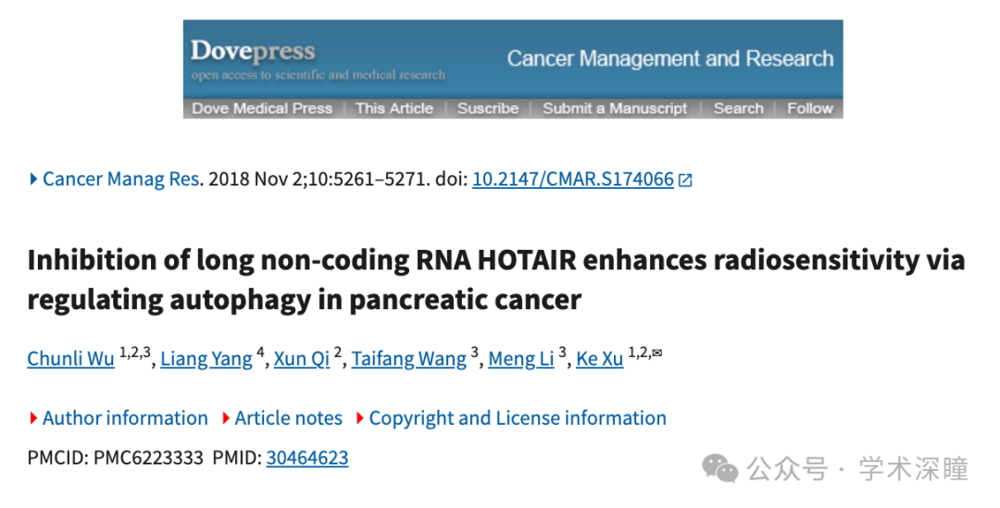 Dovepress
open access to scientific and medical research
Cancer Management and Research
Dove Medical Press | This Article | Suscribe | Submit a Manuscript | Search | Follow
Cancer Manag Res. 2018 Nov 2;10:5261–5271. doi: 10.2147/CMAR.S174066
Inhibition of long non-coding RNA HOTAIR enhances radiosensitivity via
regulating autophagy in pancreatic cancer
Chunli Wu 1,2,3, Liang Yang 4, Xun Qi 2, Taifang Wang 3, Meng Li 3, Ke Xu 1,2,✉
Author information Article notes Copyright and License information
PMCID: PMC6223333 PMID: 30464623
公众号 · 学术深瞳